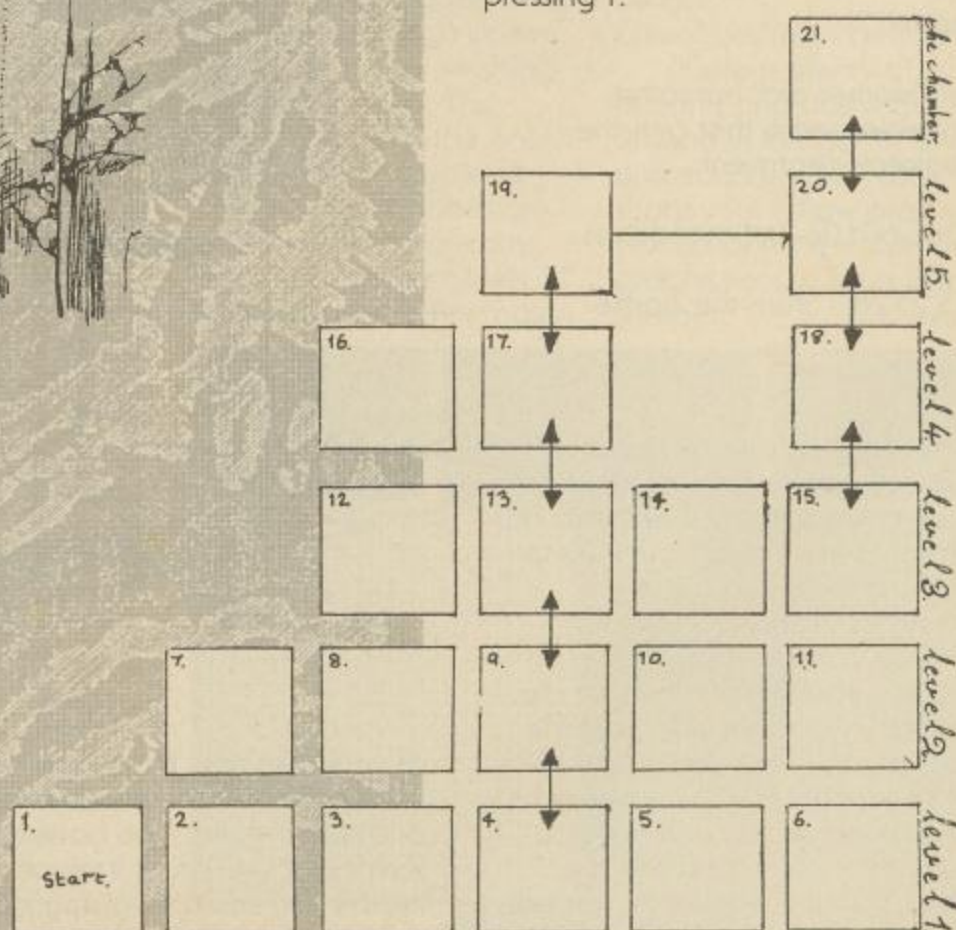 pressing 1.
21.
the chamber.
19.
20.
level 5.
16.
17.
18.
level 4.
12
13.
14.
15.
level 3.
7.
8.
9.
10.
11.
level 2.
1.
Start.
2.
3.
4.
5.
6.
level 1